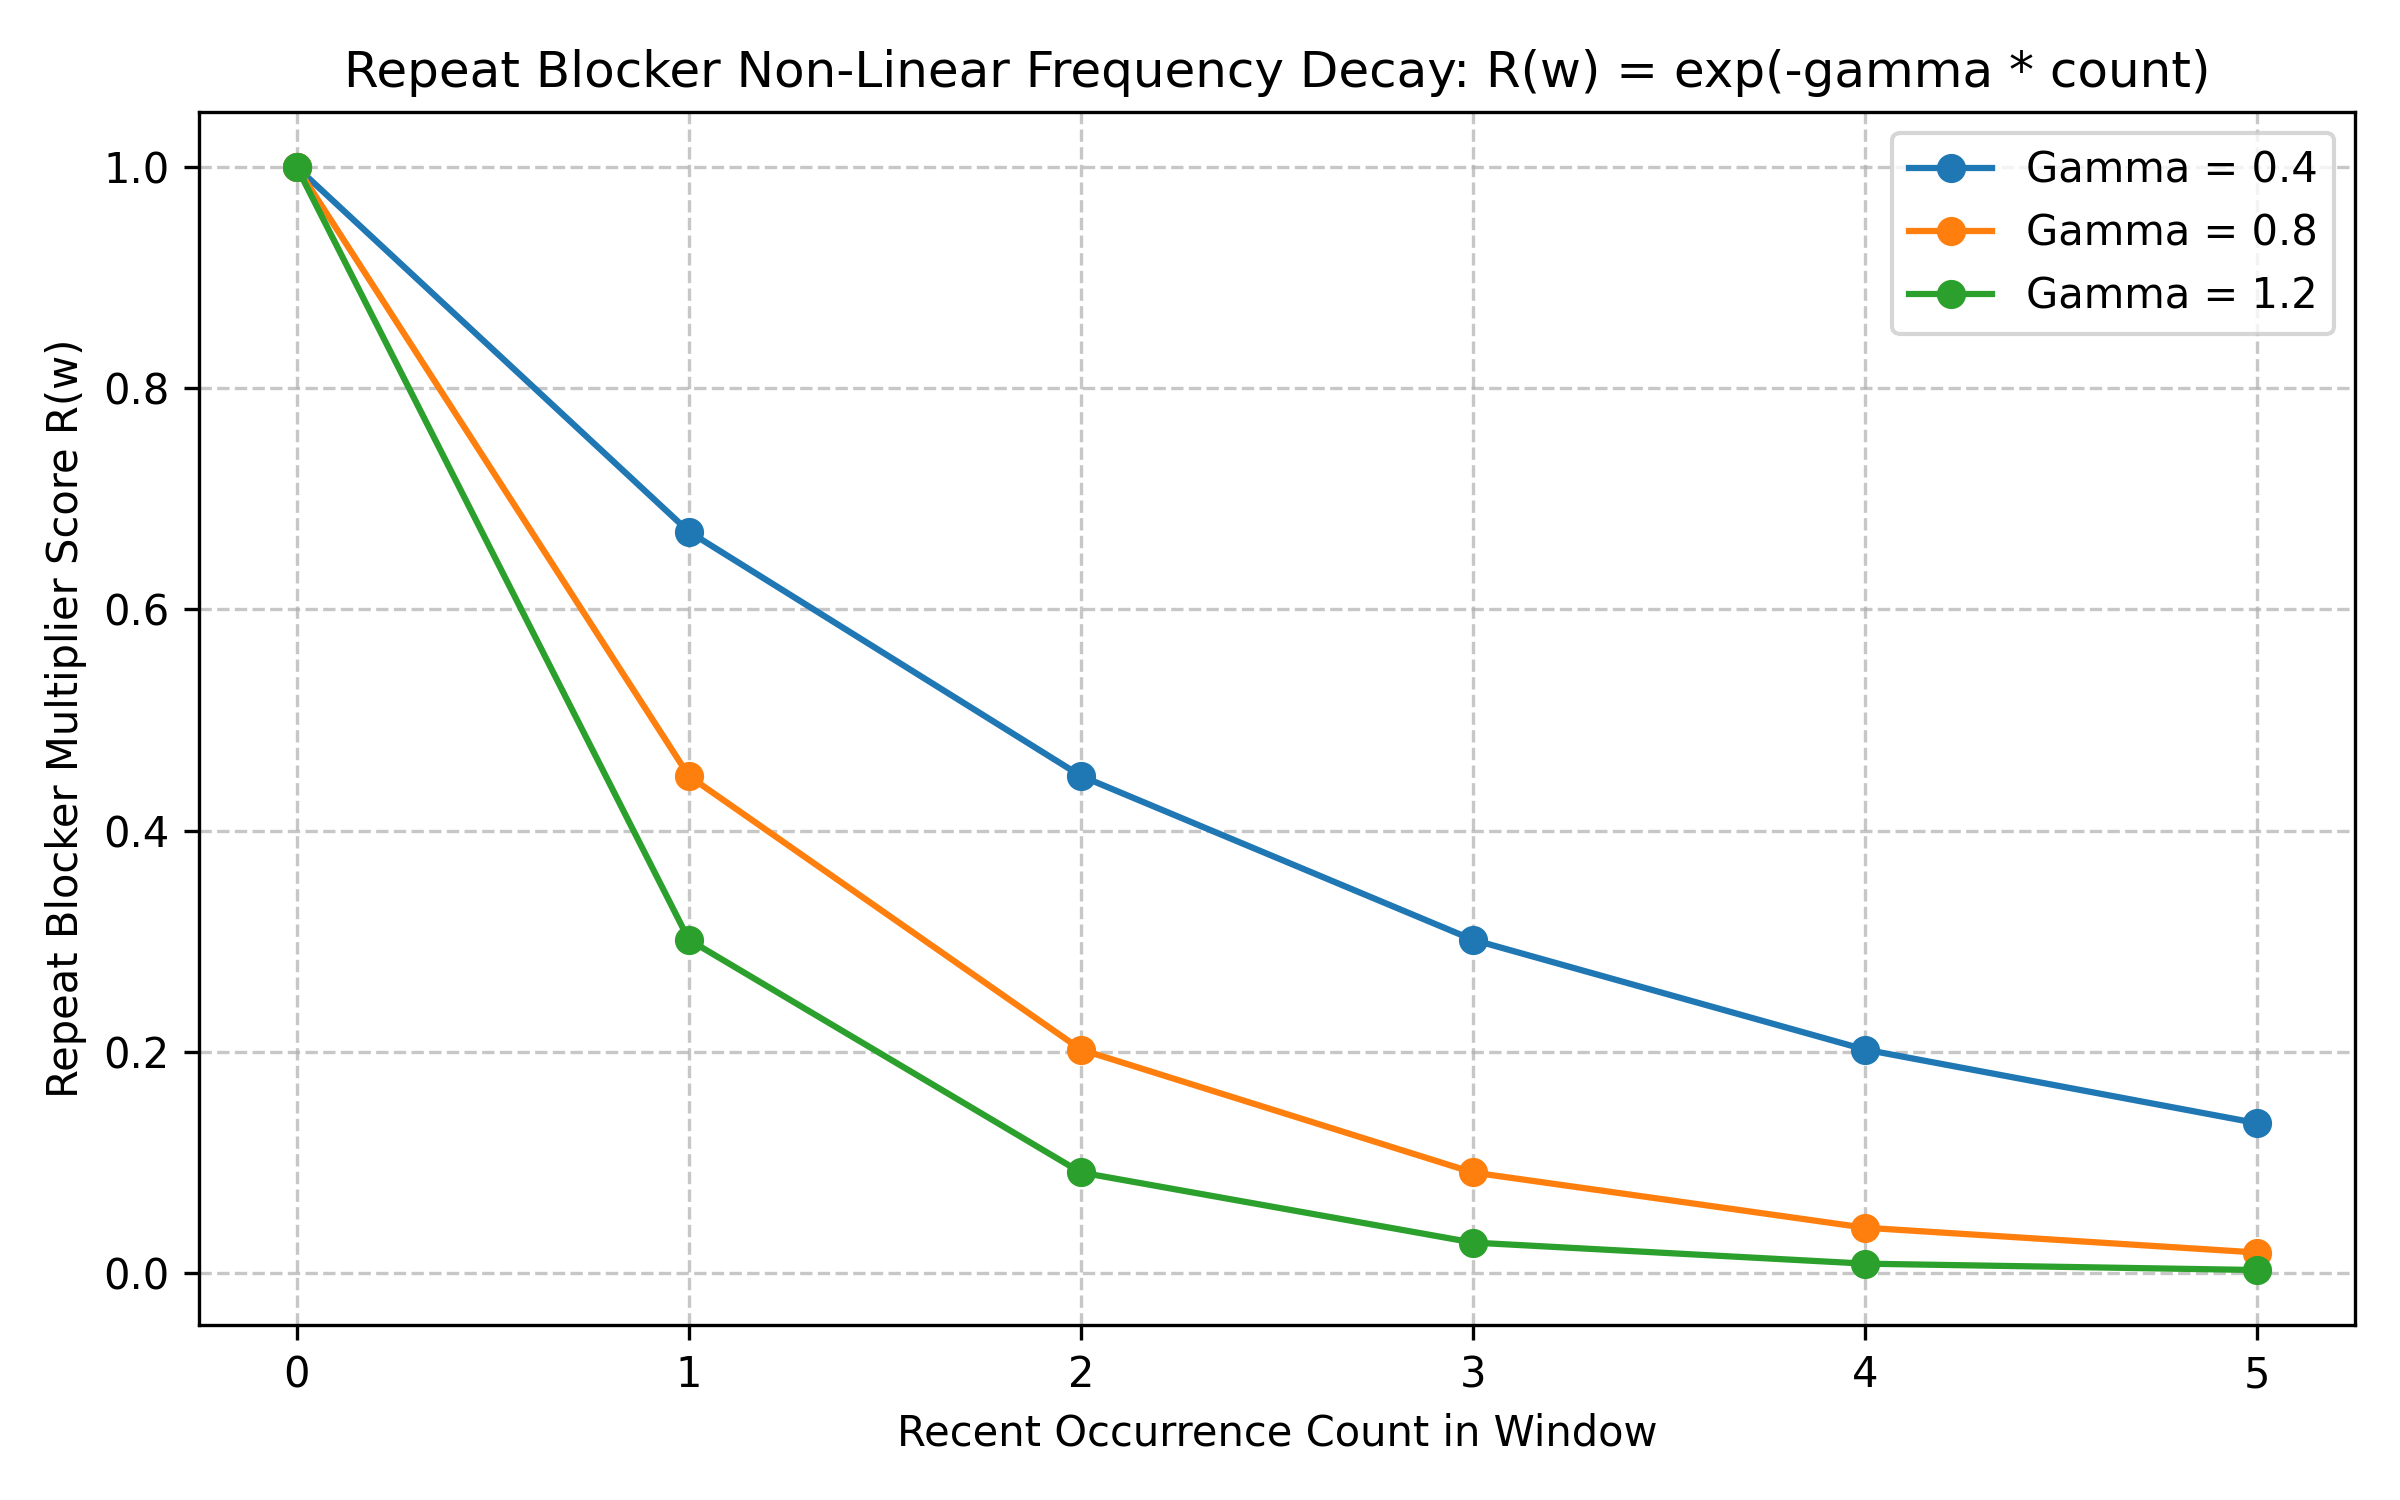 Repeat Blocker Non-Linear Frequency Decay: R(w) = exp(-gamma * count)
Gamma = 0.4
Gamma = 0.8
Gamma = 1.2
Repeat Blocker Multiplier Score R(w)
1.0
0.8
0.6
0.4
0.2
0.0
0 1 2 3 4 5
Recent Occurrence Count in Window